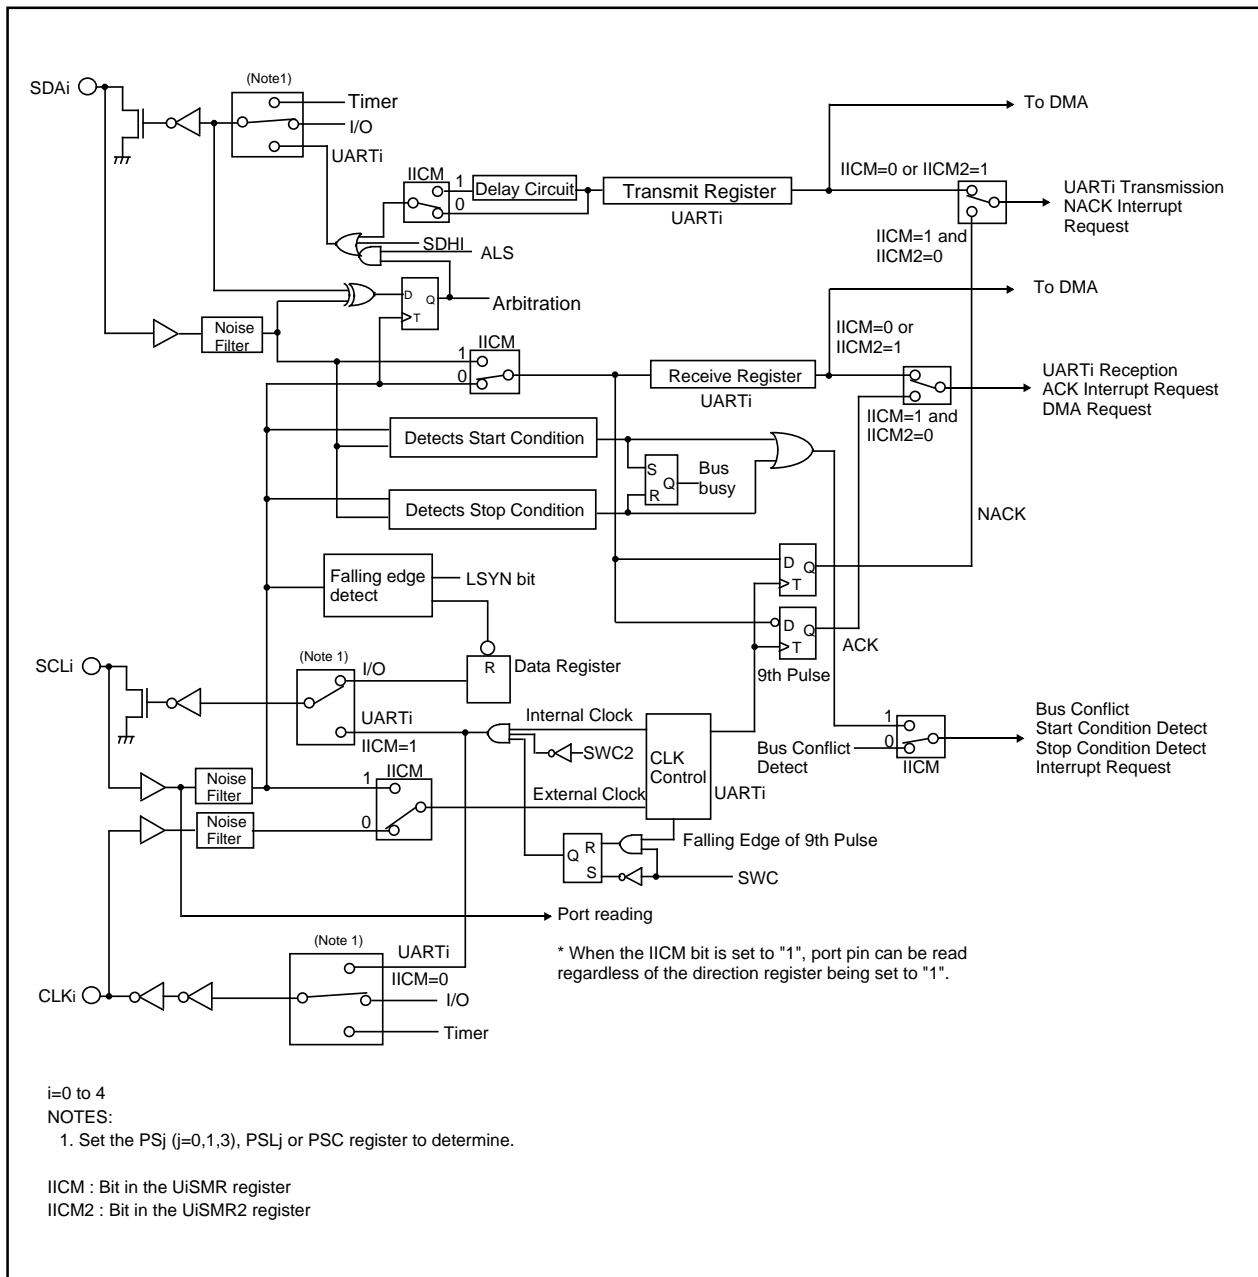 (Note1)
SDAi
Timer
I/O
UARTi
To DMA
IICM
1
0
Delay Circuit
Transmit Register
UARTi
IICM=0 or IICM2=1
UARTi Transmission
NACK Interrupt
Request
IICM=1 and
IICM2=0
SDHI
ALS
D
Q
T
Arbitration
To DMA
Noise
Filter
IICM
1
0
IICM=0 or
IICM2=1
Receive Register
UARTi
UARTi Reception
ACK Interrupt Request
DMA Request
IICM=1 and
IICM2=0
Detects Start Condition
S
Q
R
Bus
busy
Detects Stop Condition
NACK
D
Q
T
Falling edge
detect
LSYN bit
D
Q
T
ACK
9th Pulse
SCLi
(Note 1)
I/O
R
Data Register
UARTi
IICM=1
Internal Clock
SWC2
CLK
Control
UARTi
Bus Conflict
Detect
1
0
IICM
Bus Conflict
Start Condition Detect
Stop Condition Detect
Interrupt Request
Noise
Filter
IICM
1
0
External Clock
Noise
Filter
Falling Edge of 9th Pulse
Q
R
S
SWC
Port reading
* When the IICM bit is set to "1", port pin can be read
regardless of the direction register being set to "1".
(Note 1)
UARTi
IICM=0
CLKi
I/O
Timer
i=0 to 4
NOTES:
1. Set the PSj (j=0,1,3), PSLj or PSC register to determine.
IICM : Bit in the UiSMR register
IICM2 : Bit in the UiSMR2 register